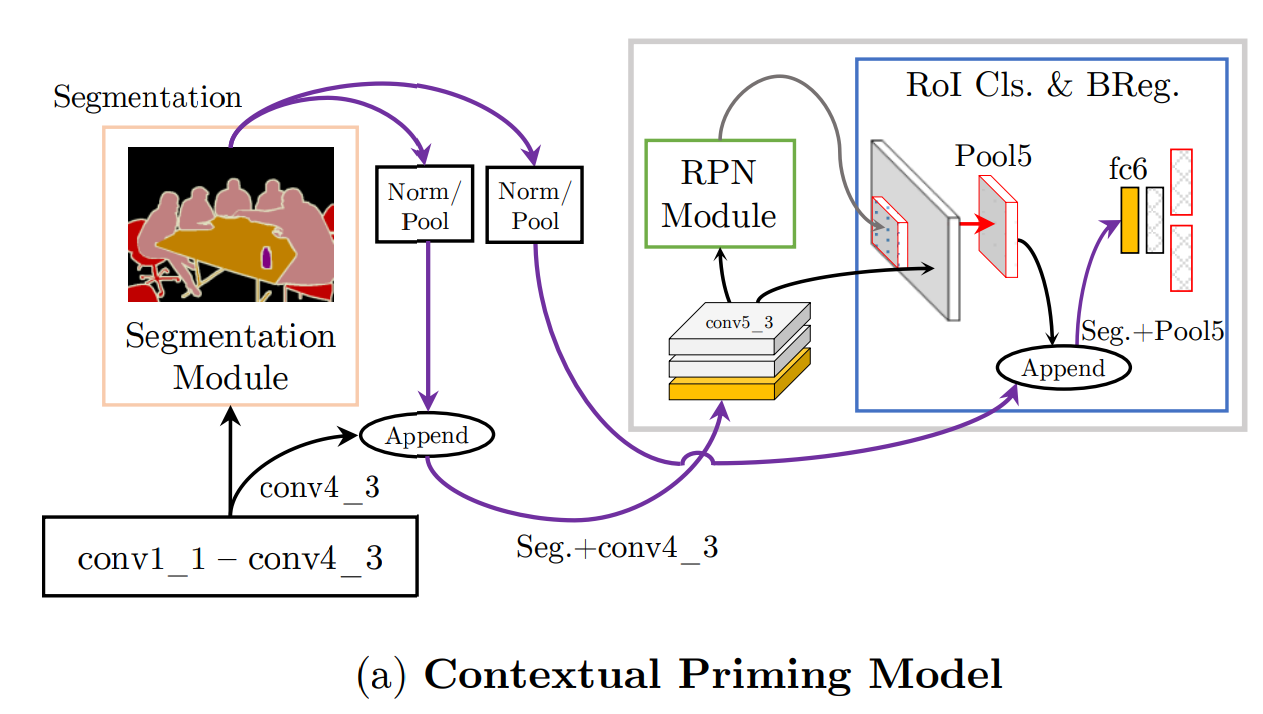 Segmentation
Segmentation
Module
Norm/
Pool
Norm/
Pool
Append
conv4_3
conv1_1 – conv4_3
Seg.+conv4_3
RPN
Module
conv5_3
RoI Cls. & BReg.
Pool5
fc6
Seg.+Pool5
Append
(a) Contextual Priming Model